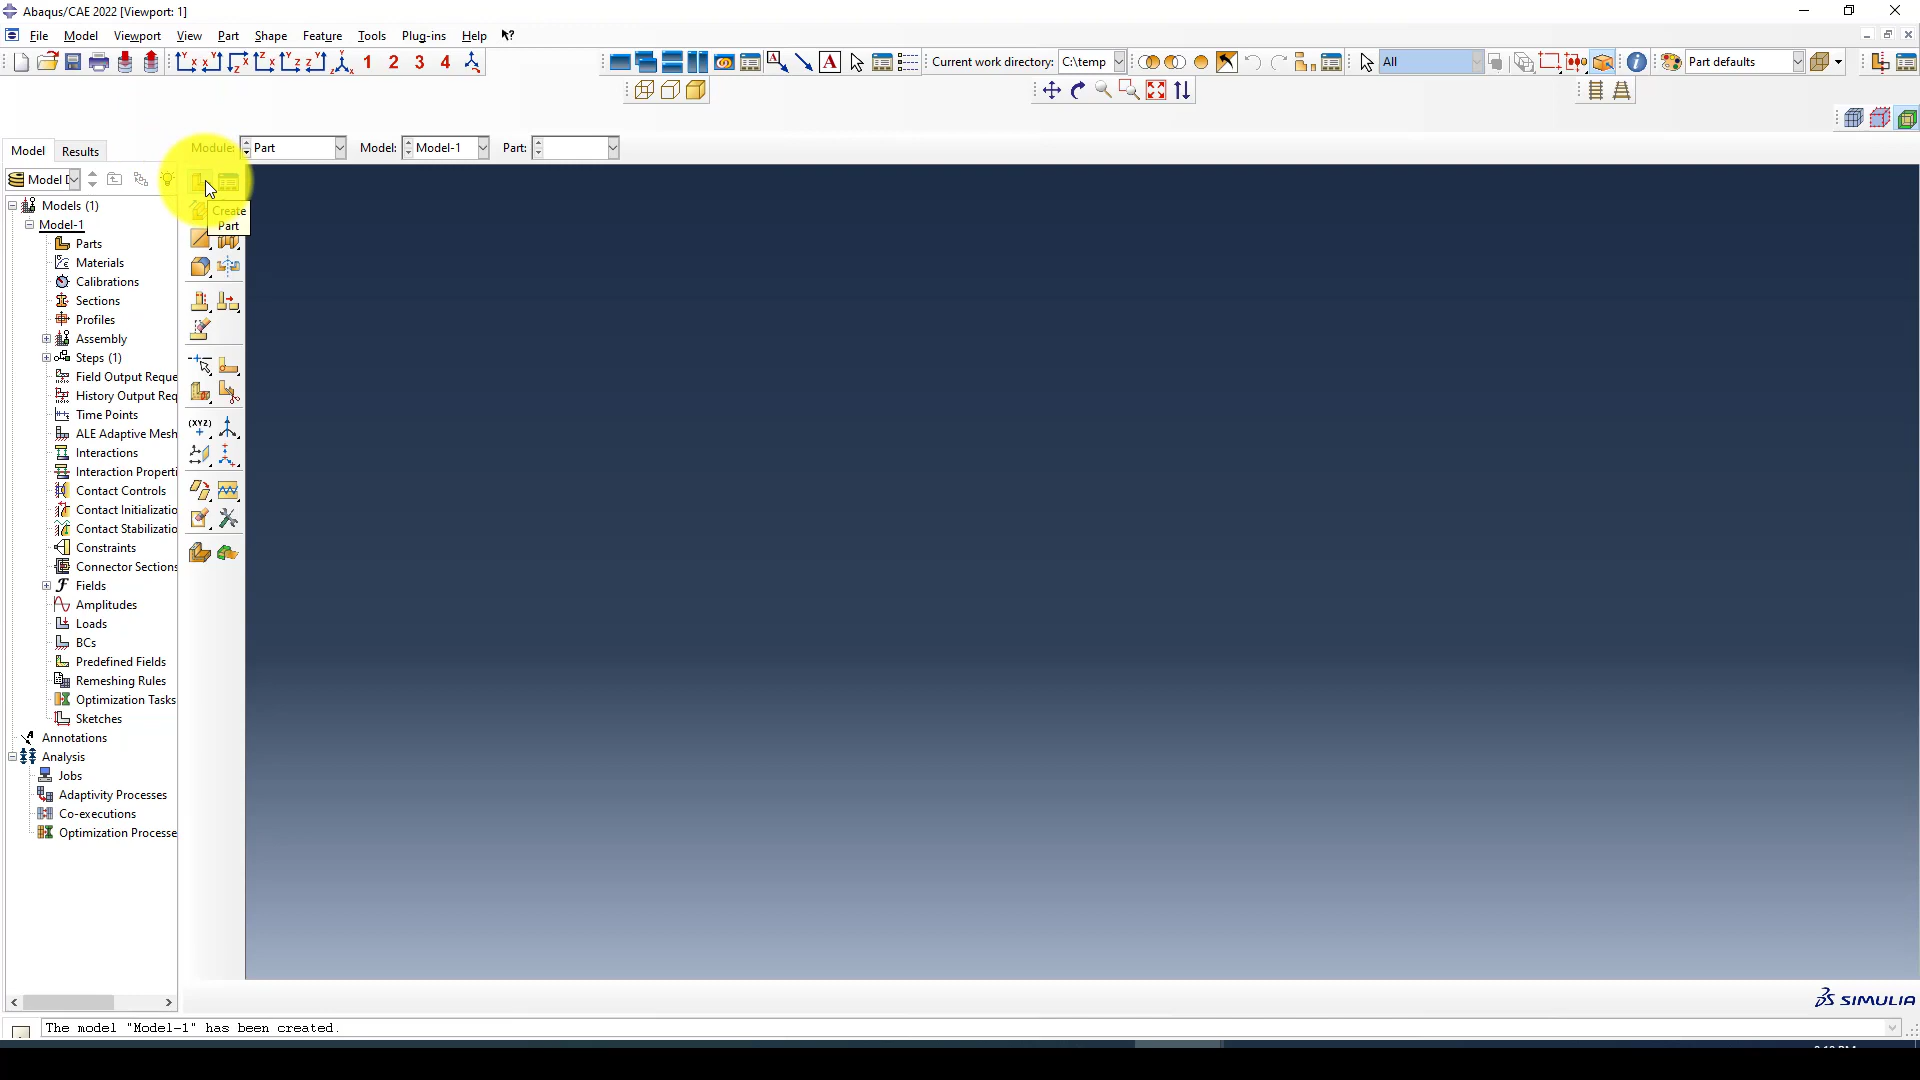 Abaqus/CAE 2022 [Viewport: 1]
File Model Viewport View Part Shape Feature Tools Plug-ins Help
1 2 3 4 A Current work directory: C:\temp All Part defaults
Model Results Module: Part Model: Model-1 Part:
Model D
Create
Part
Models (1)
Model-1
Parts
Materials
Calibrations
Sections
Profiles
Assembly
Steps (1)
Field Output Reque
History Output Req
Time Points
ALE Adaptive Mesh
Interactions
Interaction Properti
Contact Controls
Contact Initializatio
Contact Stabilizatio
Constraints
Connector Sections
Fields
Amplitudes
Loads
BCs
Predefined Fields
Remeshing Rules
Optimization Tasks
Sketches
Annotations
Analysis
Jobs
Adaptivity Processes
Co-executions
Optimization Processe
(XYZ)
SIMULIA
The model "Model-1" has been created.